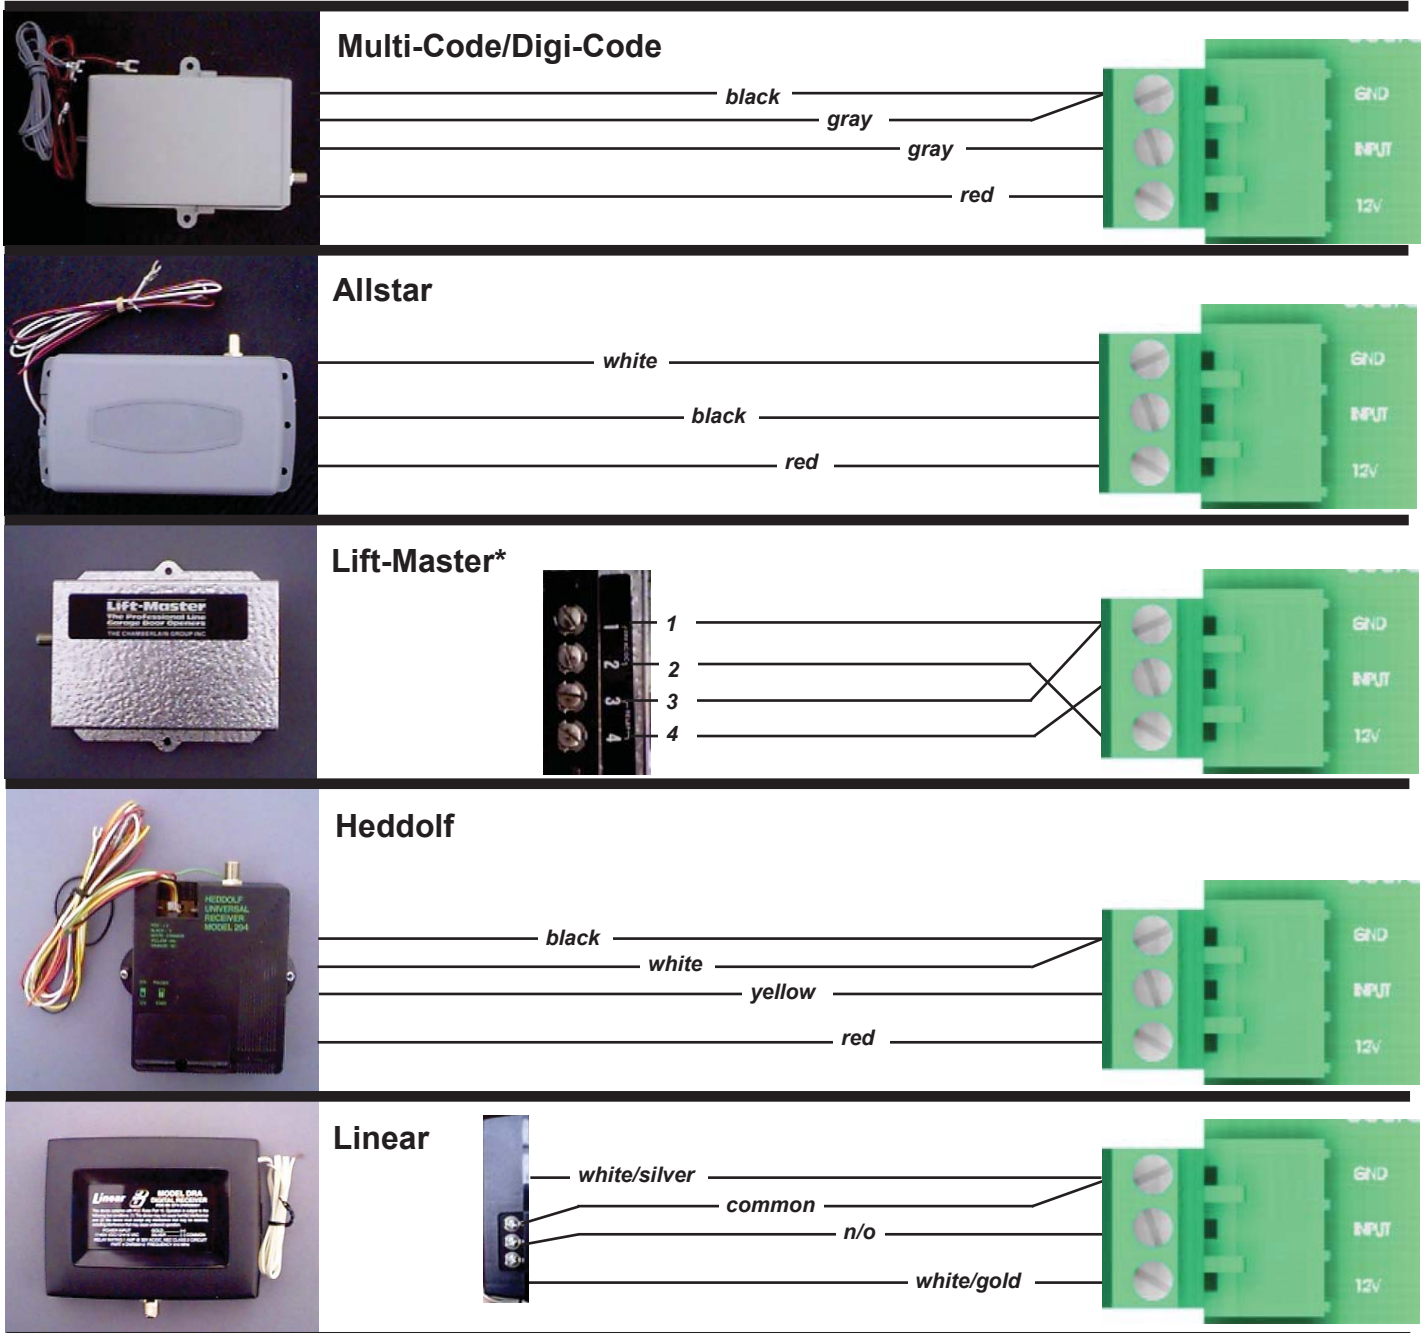 Multi-Code/Digi-Code
black
gray
gray
red
GND
INPUT
12V
Allstar
white
black
red
GND
INPUT
12V
Lift-Master*
Lift-Master
The Professional Line
Garage Door Openers
THE CHAMBERLAIN GROUP INC
1
2
3
4
1
2
3
4
GND
INPUT
12V
Heddolf
HEDDOLF
UNIVERSAL
RECEIVER
MODEL 294
black
white
yellow
red
GND
INPUT
12V
Linear
Linear
MODEL DRA
DIGITAL RECEIVER
white/silver
common
n/o
white/gold
GND
INPUT
12V